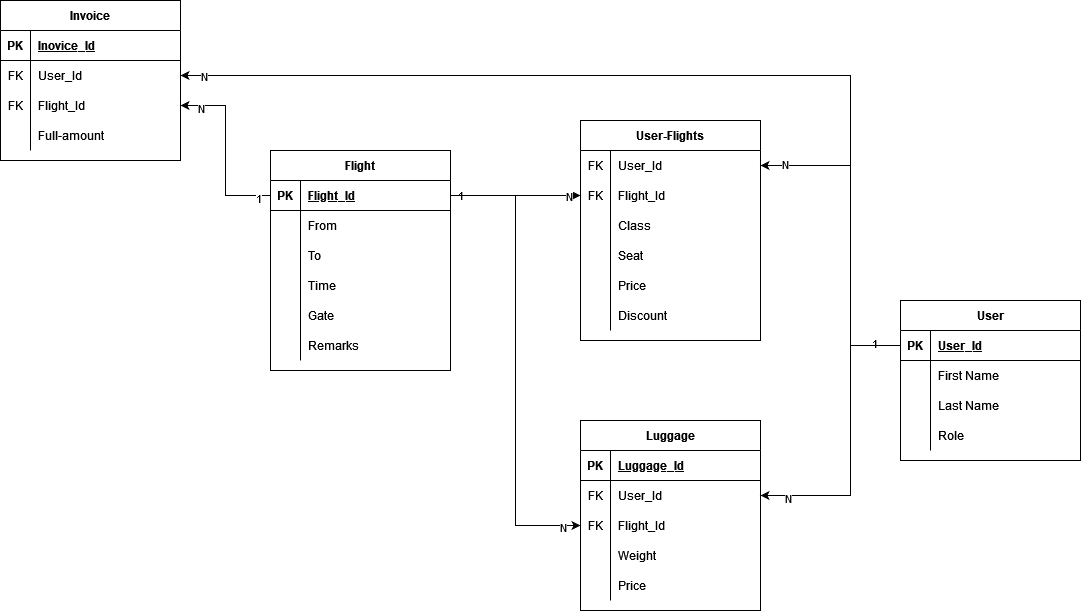 Invoice
PK Inovice_Id
FK User_Id
FK Flight_Id
Full-amount
N
N
1
Flight
PK Flight_Id
From
To
Time
Gate
Remarks
1
N
N
User-Flights
FK User_Id
FK Flight_Id
Class
Seat
Price
Discount
N
Luggage
PK Luggage_Id
FK User_Id
FK Flight_Id
Weight
Price
N
1
User
PK User_Id
First Name
Last Name
Role